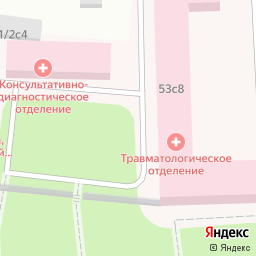 1/2с4
Консультативно-
диагностическое
отделение
53с8
Травматологическое
отделение
Яндекс
© Яндекс